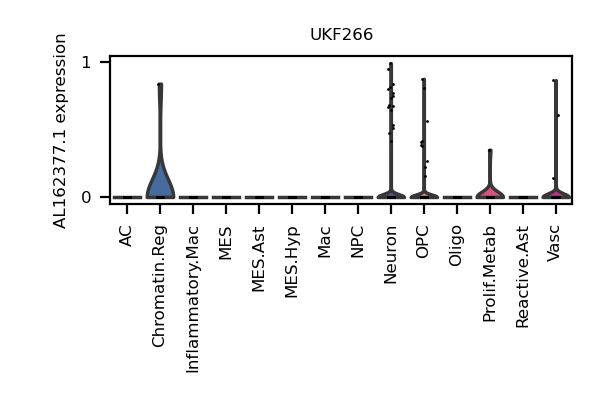 UKF266
AL162377.1 expression
1
0
AC
Chromatin.Reg
Inflammatory.Mac
MES
MES.Ast
MES.Hyp
Mac
NPC
Neuron
OPC
Oligo
Prolif.Metab
Reactive.Ast
Vasc